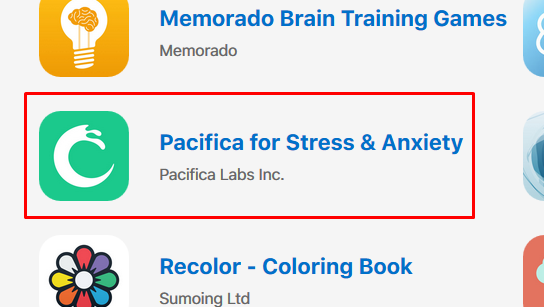 Memorado Brain Training Games
Memorado
Pacifica for Stress & Anxiety
Pacifica Labs Inc.
Recolor - Coloring Book
Sumoing Ltd